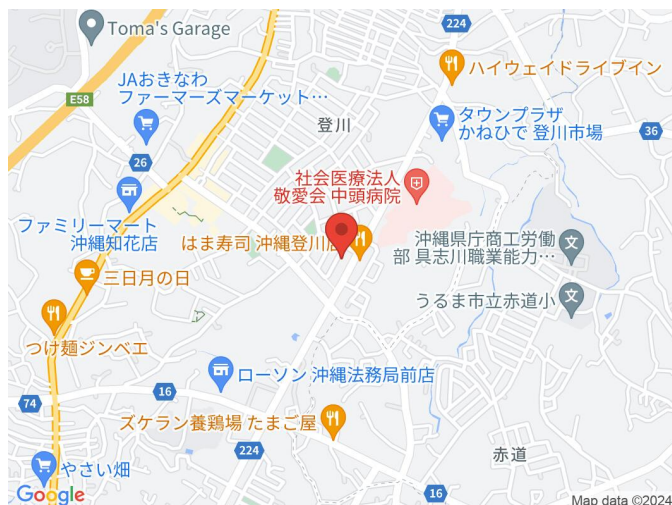 224
Toma's Garage
ハイウェイドライブイン
JAおきなわ
ファーマーズマーケット…
E58
タウンプラザ
かねひで 登川市場
登川
36
26
社会医療法人
敬愛会 中頭病院
ファミリーマート
沖縄知花店
はま寿司 沖縄登川店
沖縄県庁商工労働
部 具志川職業能力…
三日月の日
うるま市立赤道小
つけ麺ジンベエ
ローソン 沖縄法務局前店
16
74
ズケラン養鶏場 たまご屋
224
赤道
やさい畑
16
Google
Map data ©2024